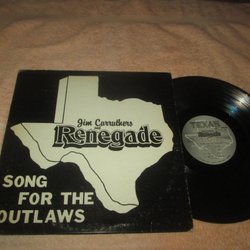 Jim Carruthers
Renegade
SONG
FOR THE
OUTLAWS
TEXAS